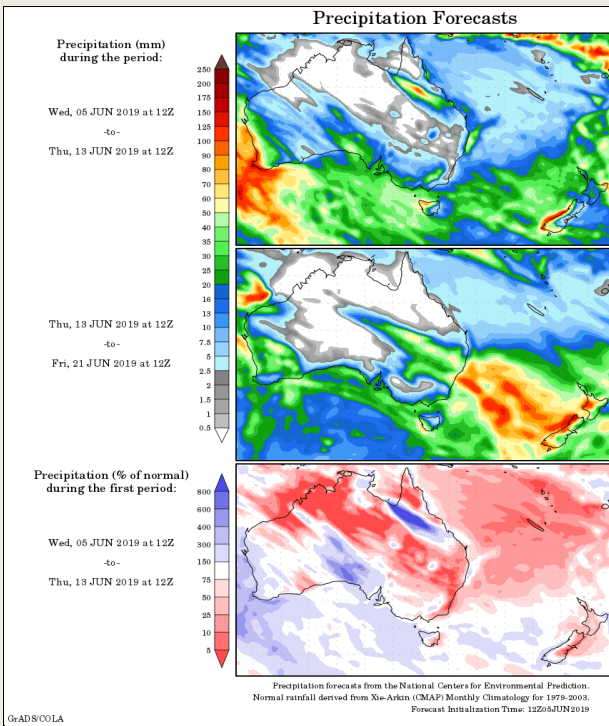 Precipitation Forecasts
Precipitation (mm)
during the period:
Wed, 05 JUN 2019 at 12Z
-to-
Thu, 13 JUN 2019 at 12Z
250
200
175
150
125
100
90
80
70
60
50
40
35
30
25
20
16
13
10
7.5
5
2.5
2
1.5
1
0.5
Thu, 13 JUN 2019 at 12Z
-to-
Fri, 21 JUN 2019 at 12Z
Precipitation (% of normal)
during the first period:
Wed, 05 JUN 2019 at 12Z
-to-
Thu, 13 JUN 2019 at 12Z
800
600
400
300
150
75
50
25
10
5
Precipitation forecasts from the National Centers for Environmental Prediction.
Normal rainfall derived from Xie-Arkin (CMAP) Monthly Climatology for 1979-2003.
Forecast Initialization Time: 12Z05JUN2019
GrADS/COLA